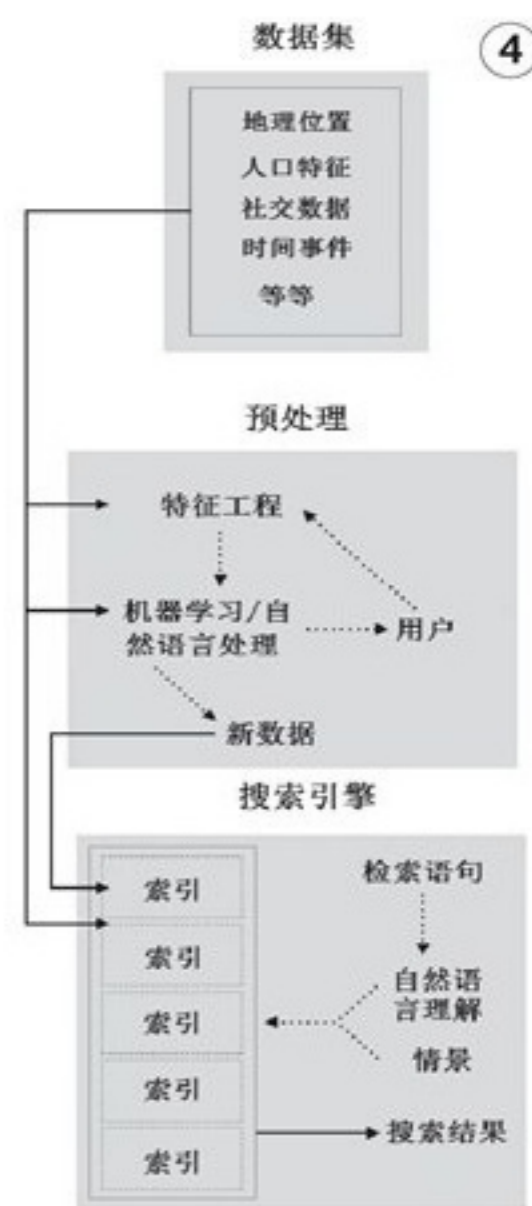 数据集
④
地理位置
人口特征
社交数据
时间事件
等等
预处理
特征工程
机器学习/自
然语言处理
用户
新数据
搜索引擎
索引
索引
索引
索引
索引
检索语句
自然语
言理解
情景
搜索结果